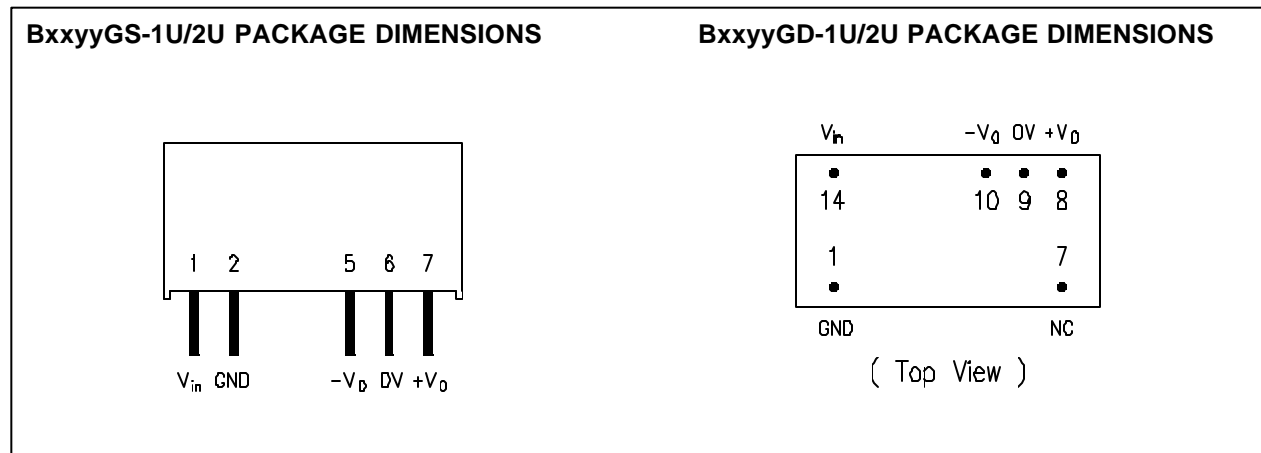 BxxyyGS-1U/2U PACKAGE DIMENSIONS
1 2 5 6 7
Vin GND -V0 0V +V0
BxxyyGD-1U/2U PACKAGE DIMENSIONS
Vin -V0 0V +V0
14 10 9 8
1 7
GND NC
( Top View )